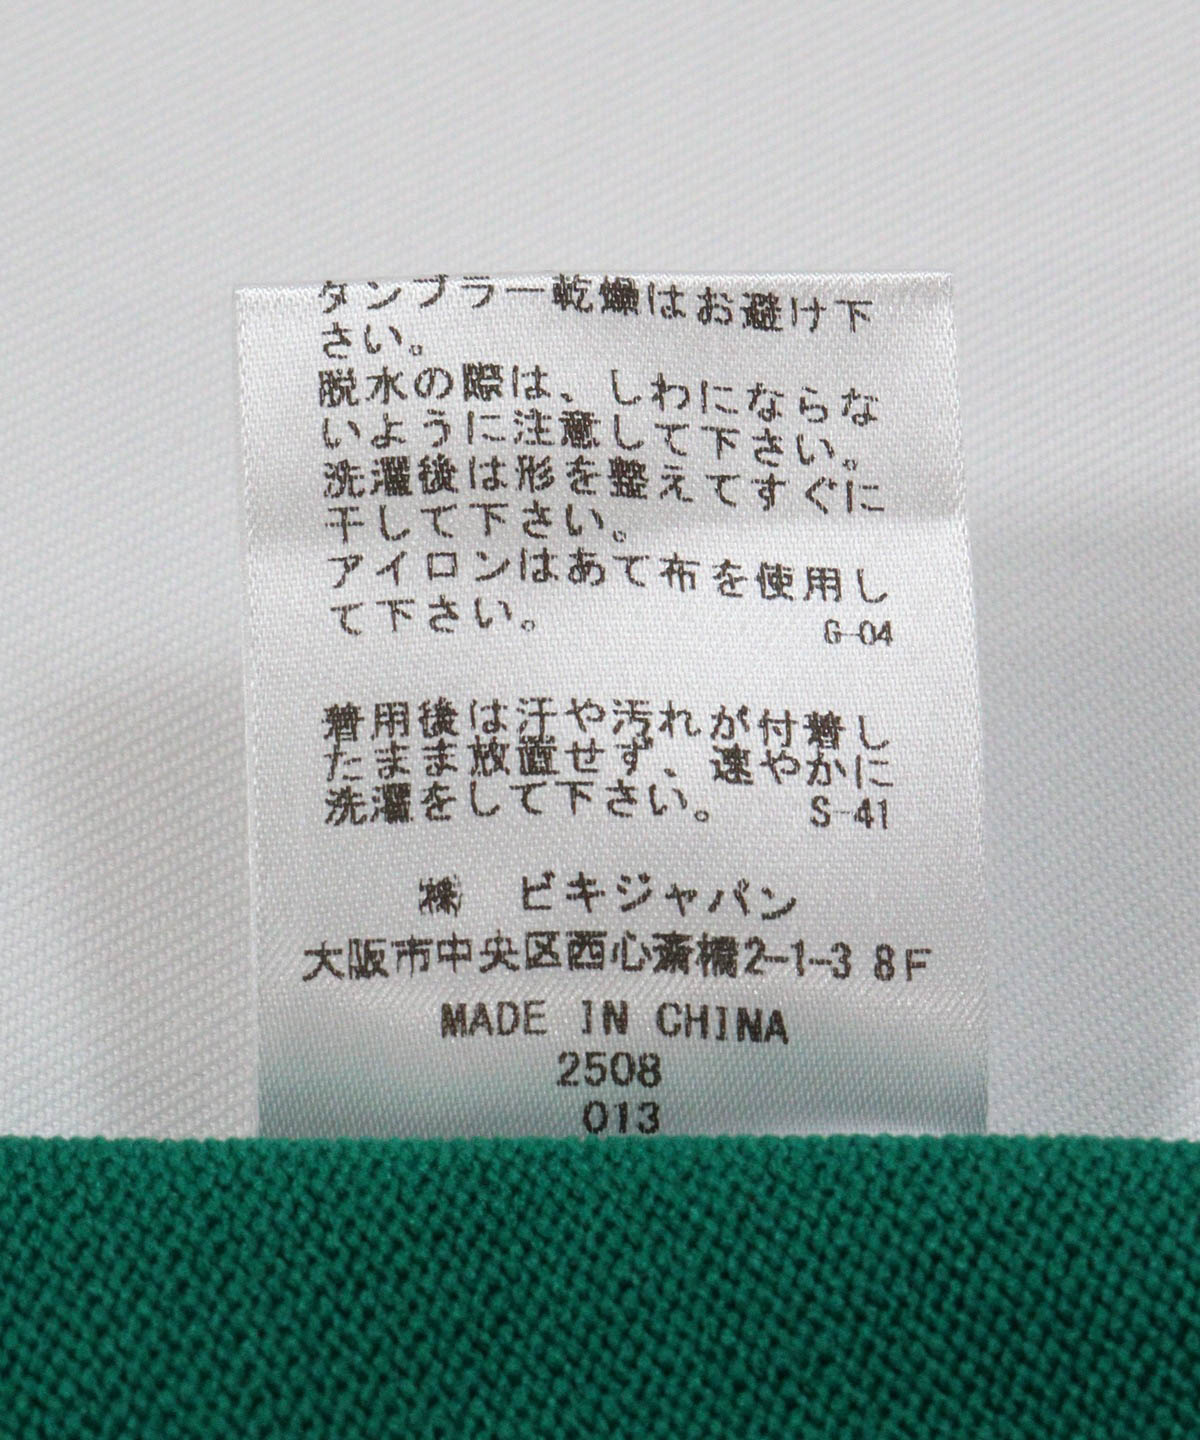 タンブラー乾燥はお避け下
さい。
脱水の際は、しわにならな
いように注意して下さい。
洗濯後は形を整えてすぐに
干して下さい。
アイロンはあて布を使用し
て下さい。
G-04
着用後は汗や汚れが付着し
たまま放置せず、速やかに
洗濯をして下さい。
S-41
㈱ ビキジャパン
大阪市中央区西心斎橋2-1-3 8F
MADE IN CHINA
2508
013